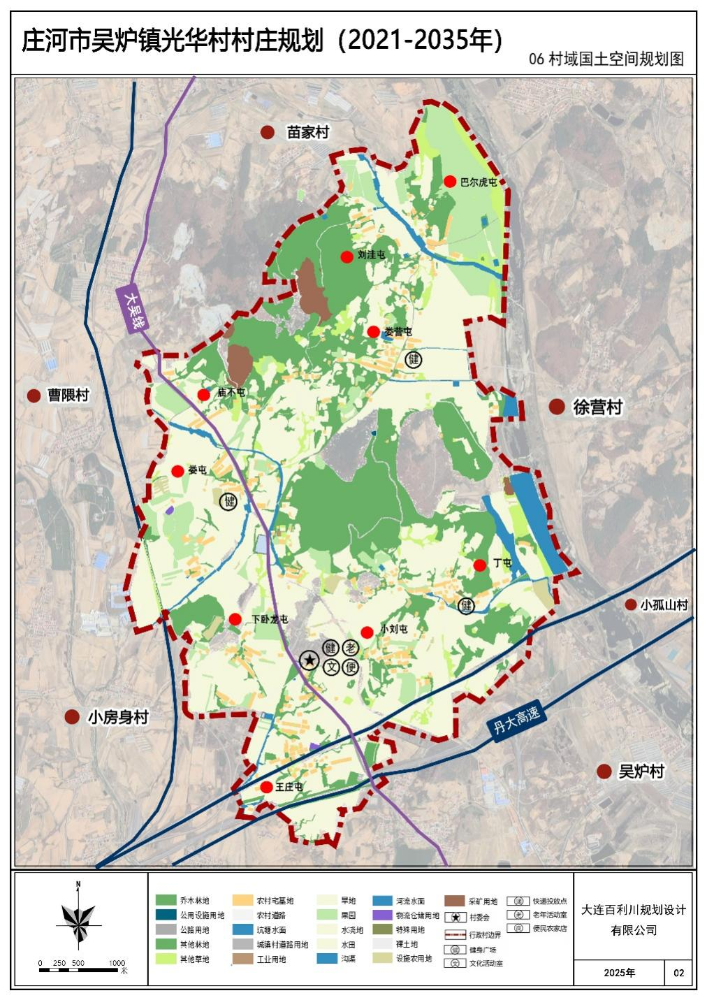 庄河市吴炉镇光华村村庄规划（2021-2035年）
06 村域国土空间规划图
苗家村
巴尔虎屯
刘洼屯
大吴线
娄营屯
健
庙木屯
曹隈村
徐营村
娄屯
健
丁屯
健
小孤山村
下卧龙屯
小刘屯
健 老
文 便
小房身村
丹大高速
吴炉村
王庄屯
N
0 250 500 1000
米
乔木林地 农村宅基地 旱地 河流水面 采矿用地 递 快递投放点
公用设施用地 农村道路 果园 物流仓储用地 村委会 老 老年活动室
公路用地 坑塘水面 水浇地 特殊用地 行政村边界 便民农家店
其他林地 城镇村道路用地 水田 裸土地 健 健身广场
其他草地 工业用地 沟渠 设施农用地 文 文化活动室
大连百利川规划设计
有限公司
2025年 02